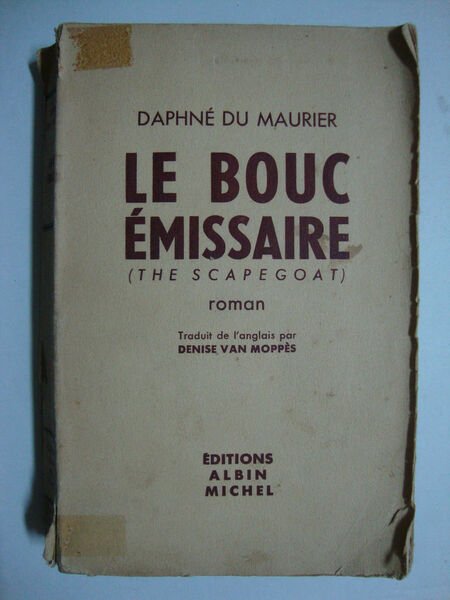 DAPHNÉ DU MAURIER
LE BOUC
ÉMISSAIRE
(THE SCAPEGOAT)
roman
Traduit de l'anglais par
DENISE VAN MOPPÈS
ÉDITIONS
ALBIN
MICHEL